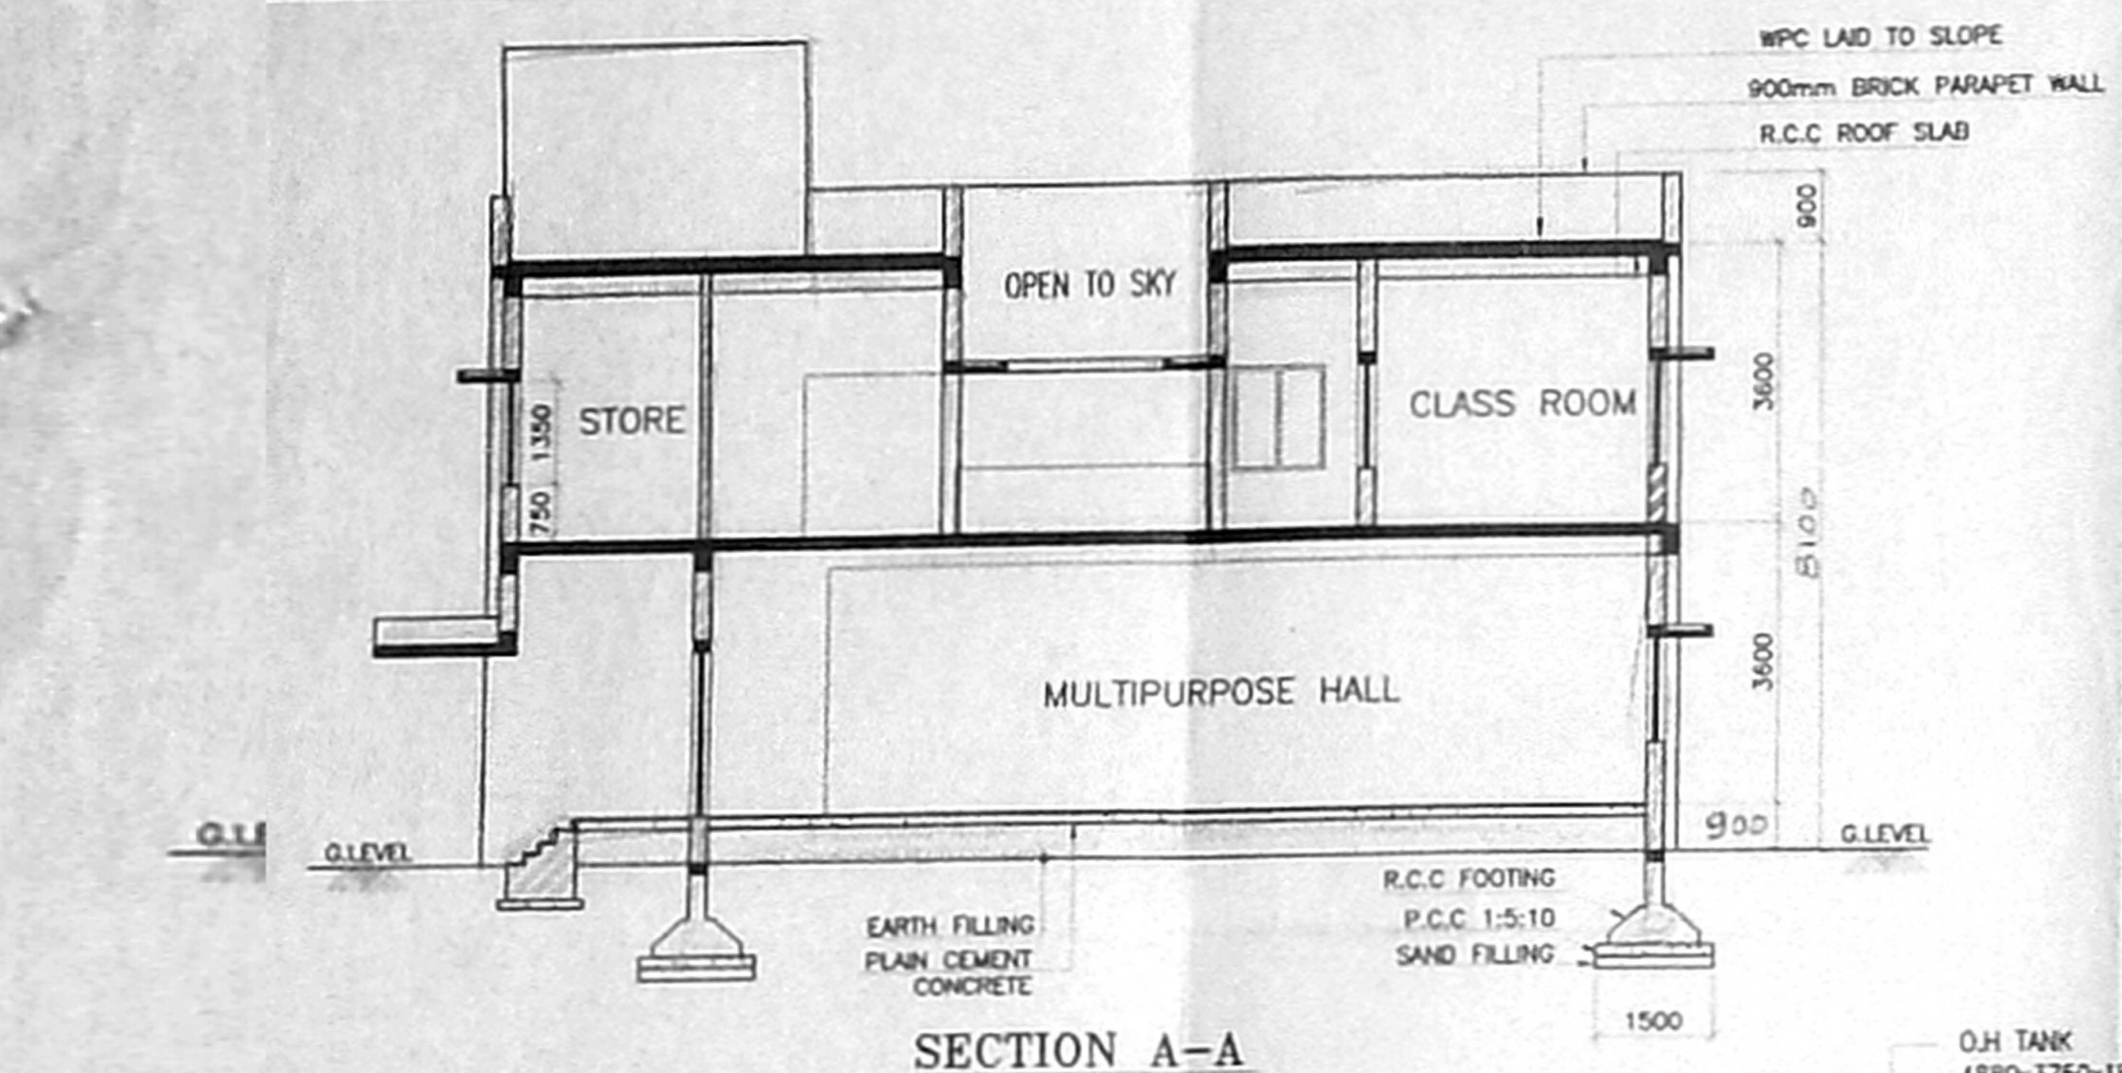 WPC LAID TO SLOPE
900mm BRICK PARAPET WALL
R.C.C ROOF SLAB
900
OPEN TO SKY
3600
STORE
CLASS ROOM
1350
750
8100
MULTIPURPOSE HALL
3600
900
G.LEVEL
G.LEVEL
R.C.C FOOTING
P.C.C 1:5:10
SAND FILLING
EARTH FILLING
PLAIN CEMENT
CONCRETE
1500
SECTION A-A
O.H TANK